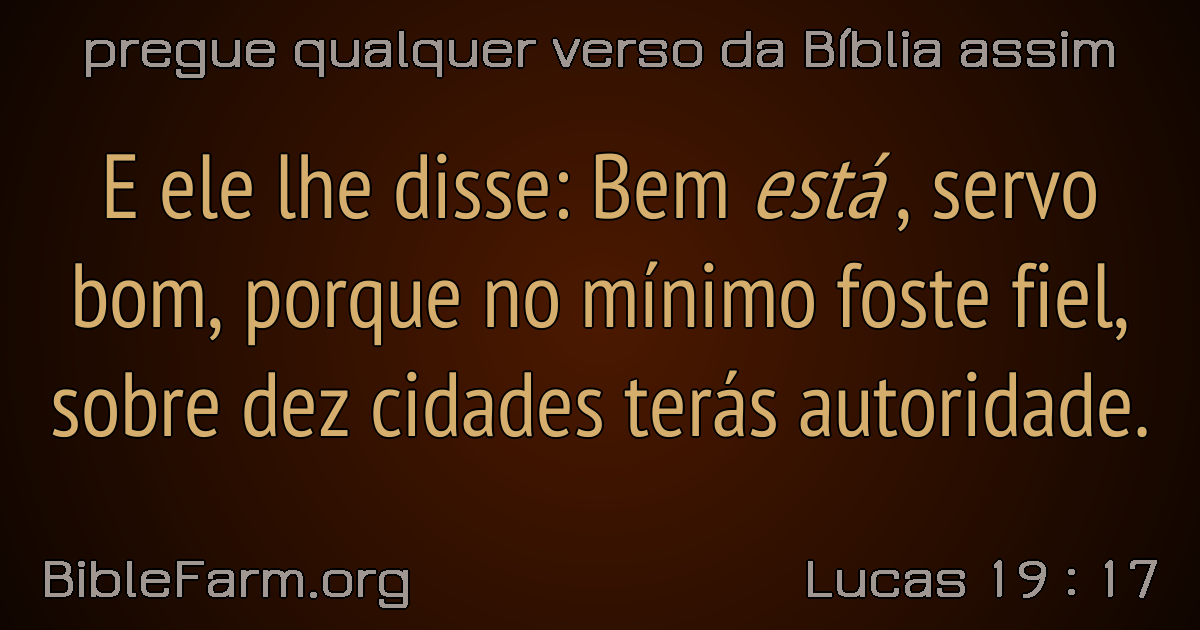 pregue qualquer verso da Bíblia assim
E ele lhe disse: Bem está , servo
bom, porque no mínimo foste fiel,
sobre dez cidades terás autoridade.
BibleFarm.org
Lucas 19 : 17